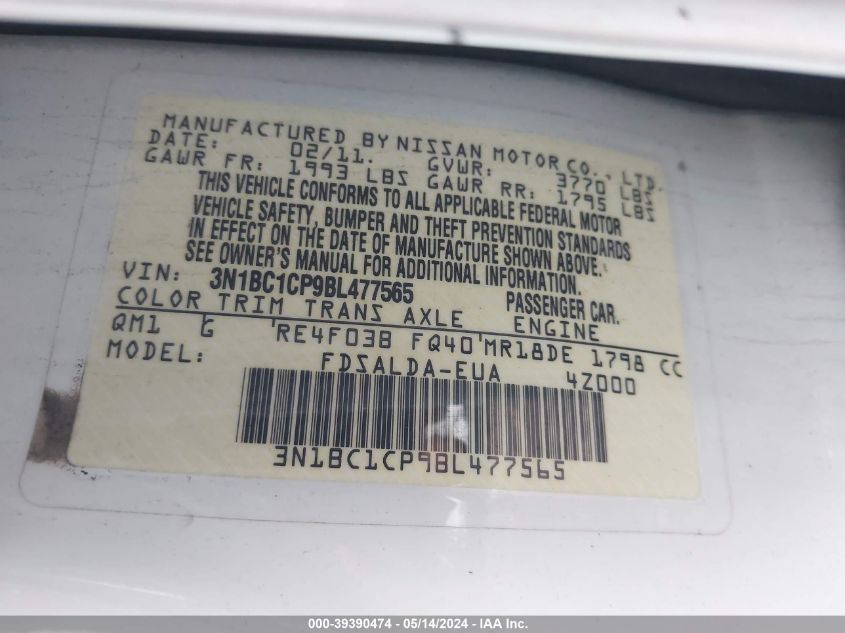 MANUFACTURED BY NISSAN MOTOR CO., LTD.
DATE: 02/11. GVWR: 3770 LBS
GAWR FR: 1993 LBS GAWR RR: 1795 LBS
THIS VEHICLE CONFORMS TO ALL APPLICABLE FEDERAL MOTOR
VEHICLE SAFETY, BUMPER AND THEFT PREVENTION STANDARDS
IN EFFECT ON THE DATE OF MANUFACTURE SHOWN ABOVE.
SEE OWNER'S MANUAL FOR ADDITIONAL INFORMATION.
VIN: 3N1BC1CP9BL477565 PASSENGER CAR.
COLOR TRIM TRANS AXLE ENGINE
QM1 G RE4F03B FQ40 MR18DE 1798 CC
MODEL: FDSALDA-EUA 4Z000
3N1BC1CP9BL477565
000-39390474 - 05/14/2024 - IAA Inc.